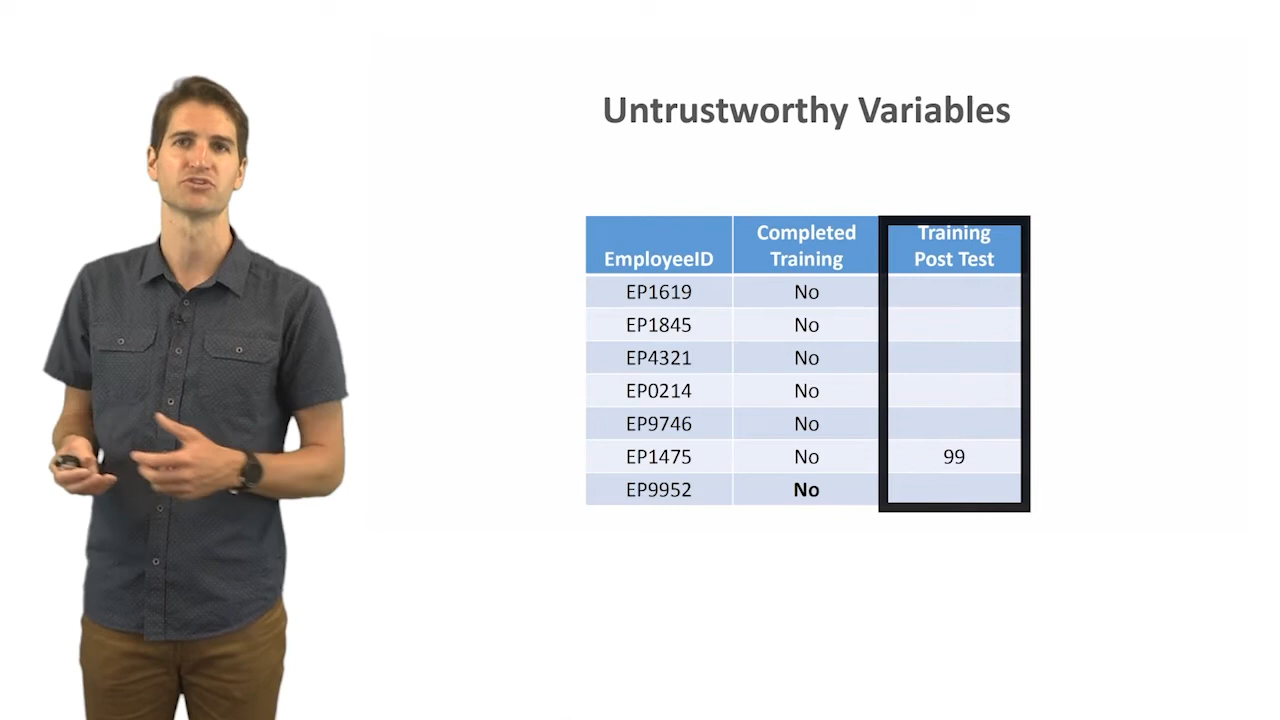 Untrustworthy Variables
EmployeeID Completed Training Training Post Test
EP1619 No
EP1845 No
EP4321 No
EP0214 No
EP9746 No
EP1475 No 99
EP9952 No